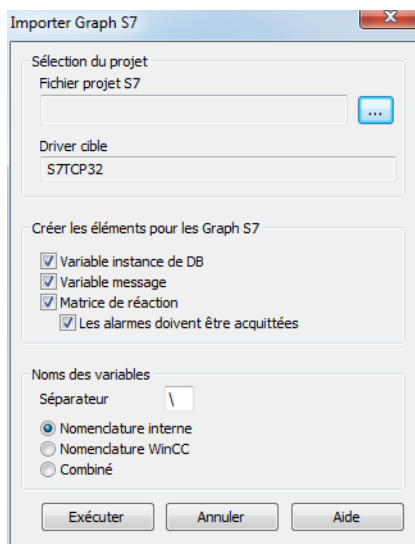 Importer Graph S7
Sélection du projet
Fichier projet S7
...
Driver cible
S7TCP32
Créer les éléments pour les Graph S7
Variable instance de DB
Variable message
Matrice de réaction
Les alarmes doivent être acquittées
Noms des variables
Séparateur \
Nomenclature interne
Nomenclature WinCC
Combiné
Exécuter Annuler Aide